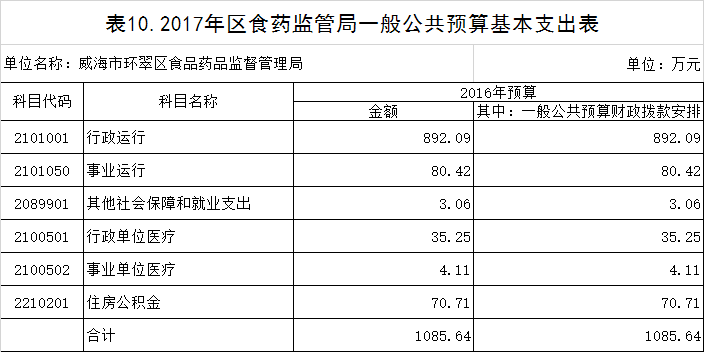 表10.2017年区食药监管局一般公共预算基本支出表
单位名称：威海市环翠区食品药品监督管理局 单位：万元
科目代码 科目名称 2016年预算
金额 其中：一般公共预算财政拨款安排
2101001 行政运行 892.09 892.09
2101050 事业运行 80.42 80.42
2089901 其他社会保障和就业支出 3.06 3.06
2100501 行政单位医疗 35.25 35.25
2100502 事业单位医疗 4.11 4.11
2210201 住房公积金 70.71 70.71
合计 1085.64 1085.64